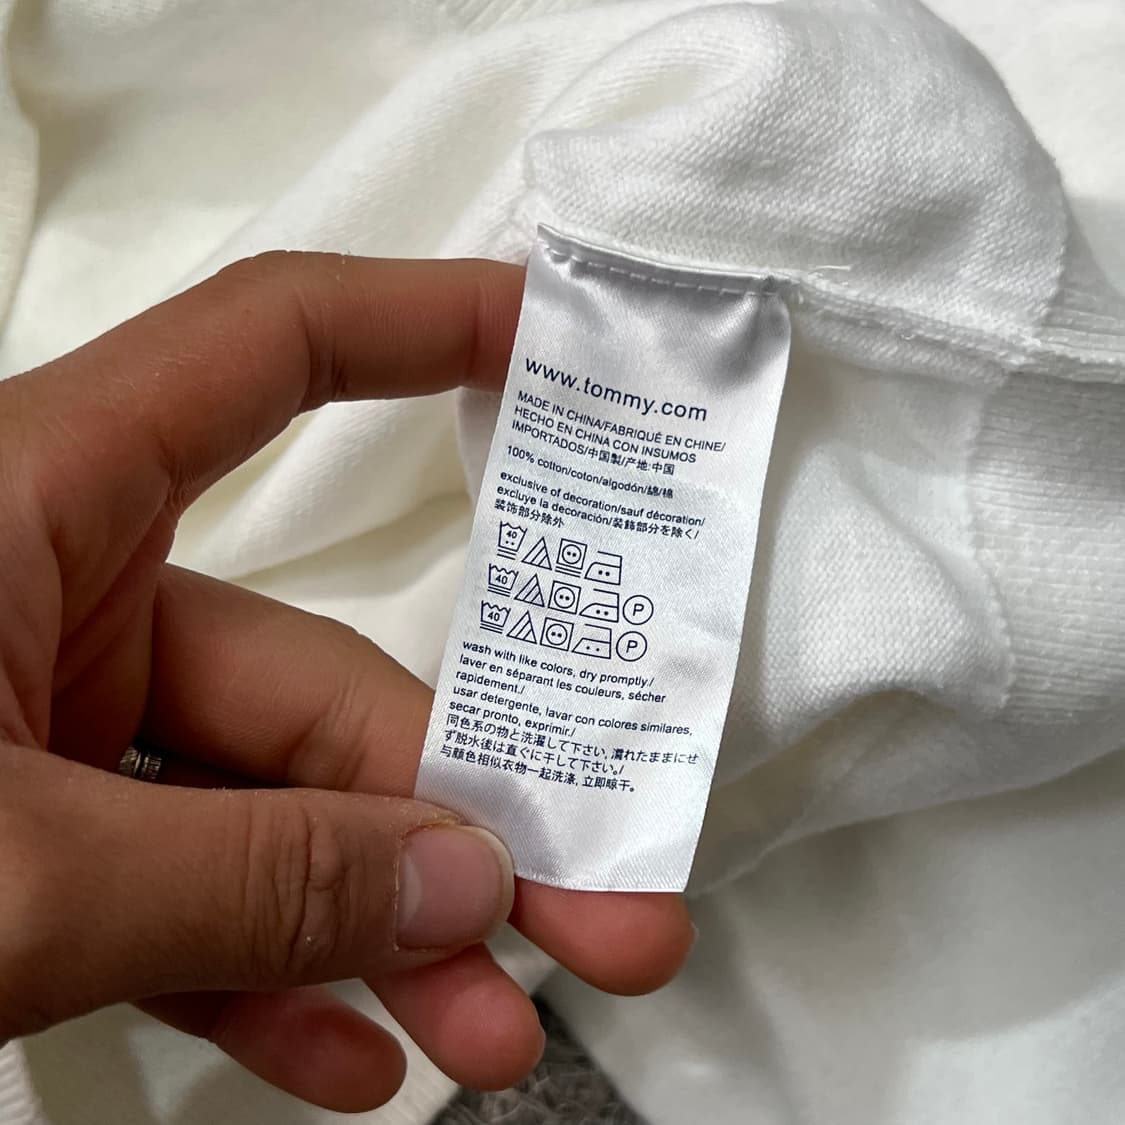 www.tommy.com
MADE IN CHINA/FABRIQUÉ EN CHINE/
HECHO EN CHINA CON INSUMOS
IMPORTADOS/中国製/产地:中国
100% cotton/coton/algodón/綿/棉
exclusive of decoration/sauf décoration/
excluye la decoración/装飾部分を除く/
装饰部分除外
40
40 P
40 P
wash with like colors, dry promptly./
laver en séparant les couleurs, sécher
rapidement./
usar detergente, lavar con colores similares,
secar pronto, exprimir./
同色系の物と洗濯して下さい, 濡れたままにせ
ず脱水後は直ぐに干して下さい。/
与颜色相似衣物一起洗涤, 立即晾干。